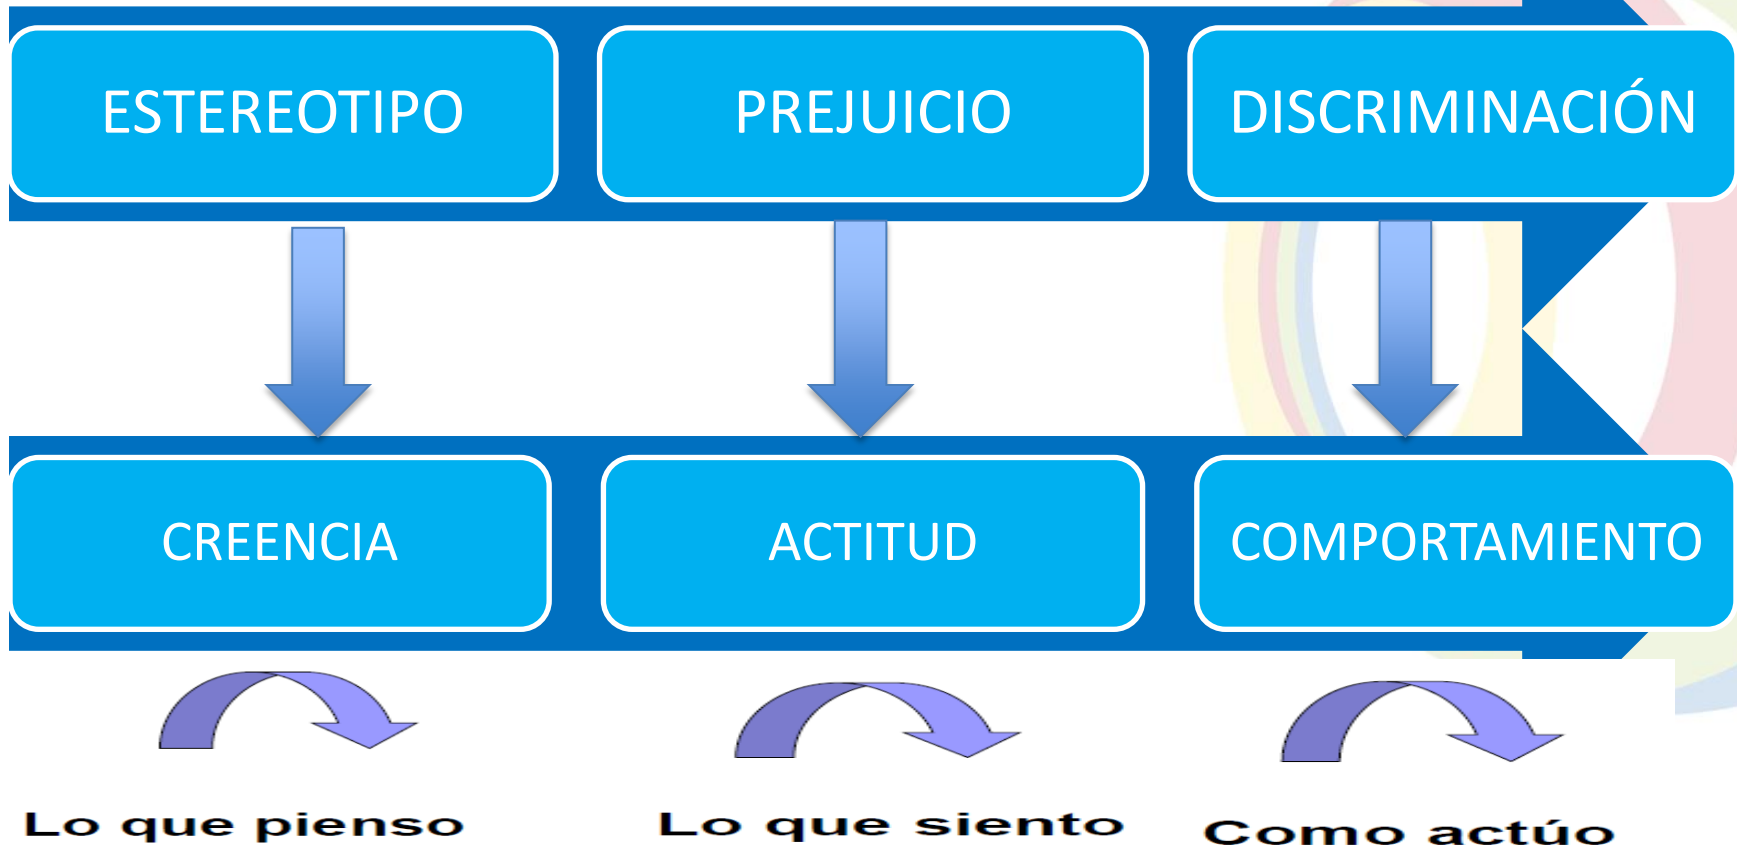 ESTEREOTIPO
PREJUICIO
DISCRIMINACIÓN
CREENCIA
ACTITUD
COMPORTAMIENTO
Lo que pienso
Lo que siento
Como actúo